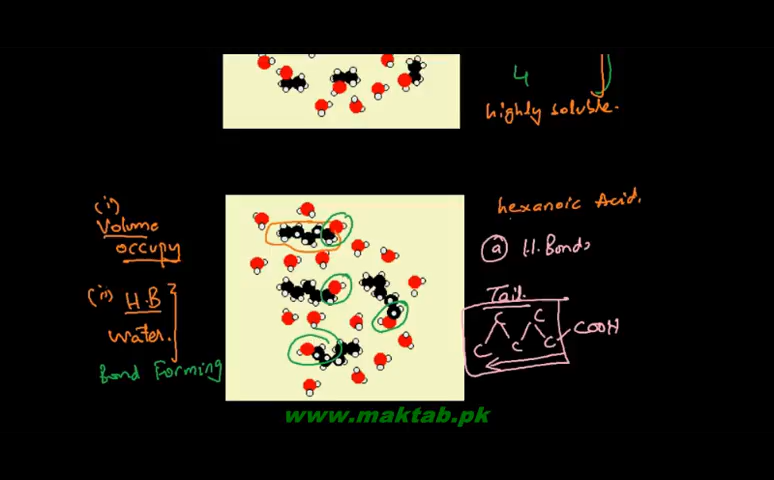 4
highly soluble.
(i)
Volume
occupy
(ii) H.B
water.
Bond Forming
hexanoic Acid.
(a) H.Bonds
Tail.
C C
C C C COOH
www.maktab.pk